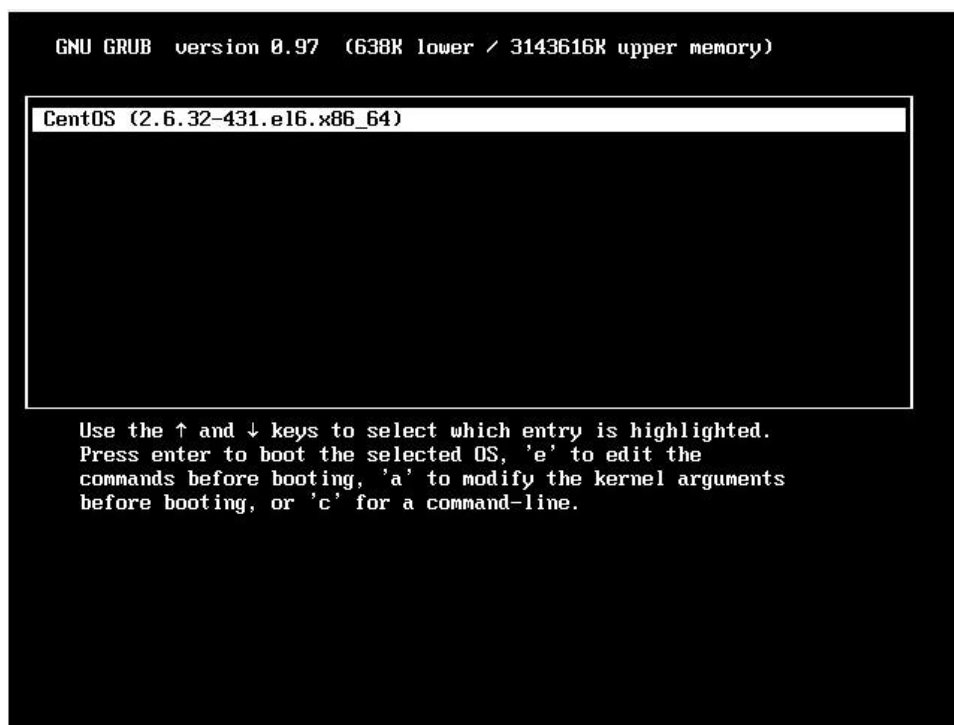 GNU GRUB  version 0.97  (638K lower / 3143616K upper memory)
CentOS (2.6.32-431.el6.x86_64)
Use the ↑ and ↓ keys to select which entry is highlighted.
Press enter to boot the selected OS, 'e' to edit the
commands before booting, 'a' to modify the kernel arguments
before booting, or 'c' for a command-line.